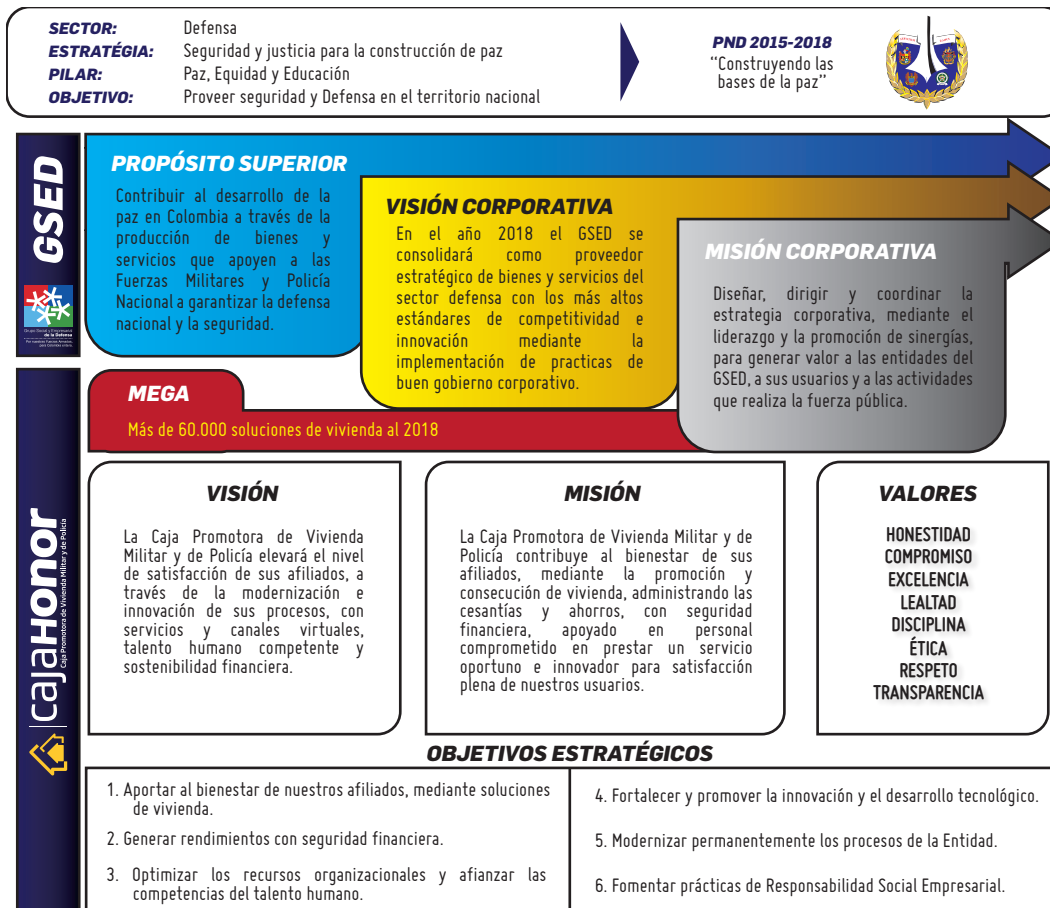 SECTOR: Defensa
ESTRATÉGIA: Seguridad y justicia para la construcción de paz
PILAR: Paz, Equidad y Educación
OBJETIVO: Proveer seguridad y Defensa en el territorio nacional
PND 2015-2018
“Construyendo las
bases de la paz”
GSED
Grupo Social y Empresarial
de la Defensa
PROPÓSITO SUPERIOR
Contribuir al desarrollo de la
paz en Colombia a través de la
producción de bienes y
servicios que apoyen a las
Fuerzas Militares y Policía
Nacional a garantizar la defensa
nacional y la seguridad.
VISIÓN CORPORATIVA
En el año 2018 el GSED se
consolidará como proveedor
estratégico de bienes y servicios del
sector defensa con los más altos
estándares de competitividad e
innovación mediante la
implementación de practicas de
buen gobierno corporativo.
MISIÓN CORPORATIVA
Diseñar, dirigir y coordinar la
estrategia corporativa, mediante el
liderazgo y la promoción de sinergías,
para generar valor a las entidades del
GSED, a sus usuarios y a las actividades
que realiza la fuerza pública.
MEGA
Más de 60.000 soluciones de vivienda al 2018
CajaHonor
Caja Promotora de Vivienda Militar y de Policía
VISIÓN
La Caja Promotora de Vivienda
Militar y de Policía elevará el nivel
de satisfacción de sus afiliados, a
través de la modernización e
innovación de sus procesos, con
servicios y canales virtuales,
talento humano competente y
sostenibilidad financiera.
MISIÓN
La Caja Promotora de Vivienda Militar y de
Policía contribuye al bienestar de sus
afiliados, mediante la promoción y
consecución de vivienda, administrando las
cesantías y ahorros, con seguridad
financiera, apoyado en personal
comprometido en prestar un servicio
oportuno e innovador para satisfacción
plena de nuestros usuarios.
VALORES
HONESTIDAD
COMPROMISO
EXCELENCIA
LEALTAD
DISCIPLINA
ÉTICA
RESPETO
TRANSPARENCIA
OBJETIVOS ESTRATÉGICOS
1. Aportar al bienestar de nuestros afiliados, mediante soluciones
de vivienda.
2. Generar rendimientos con seguridad financiera.
3. Optimizar los recursos organizacionales y afianzar las
competencias del talento humano.
4. Fortalecer y promover la innovación y el desarrollo tecnológico.
5. Modernizar permanentemente los procesos de la Entidad.
6. Fomentar prácticas de Responsabilidad Social Empresarial.